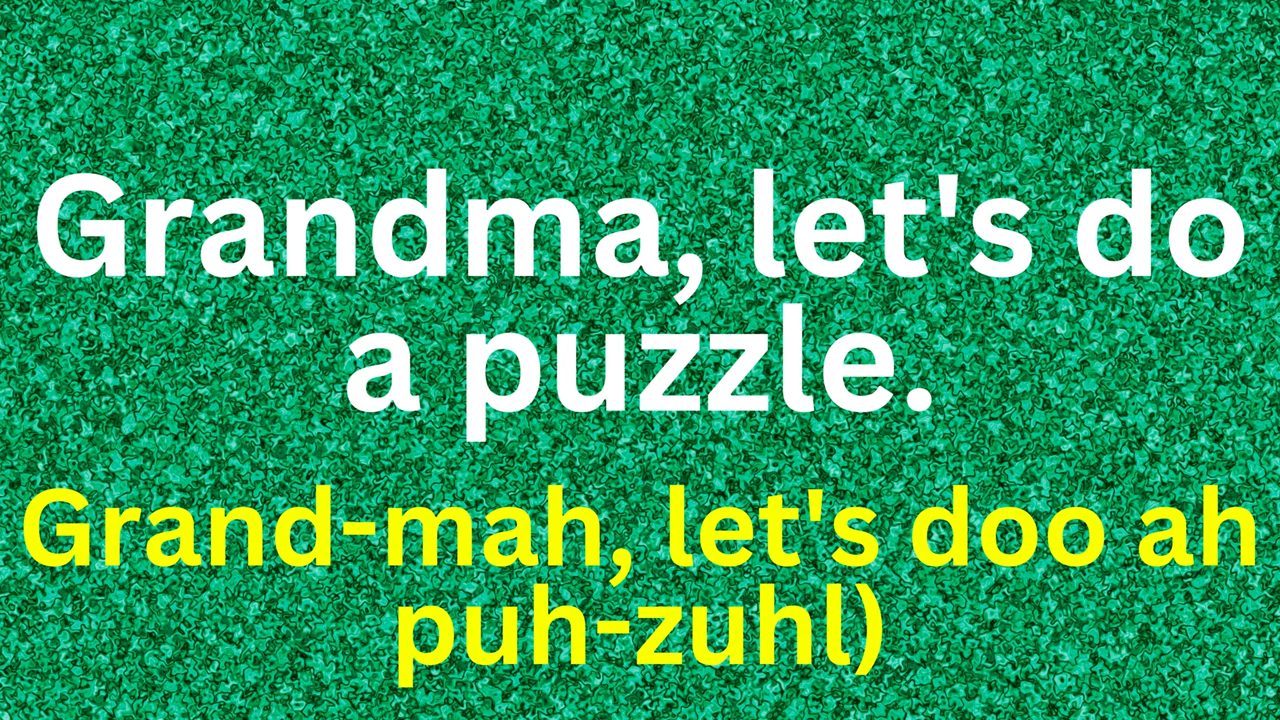 Grandma, let's do
a puzzle.
Grand-mah, let's doo ah
puh-zuhl)